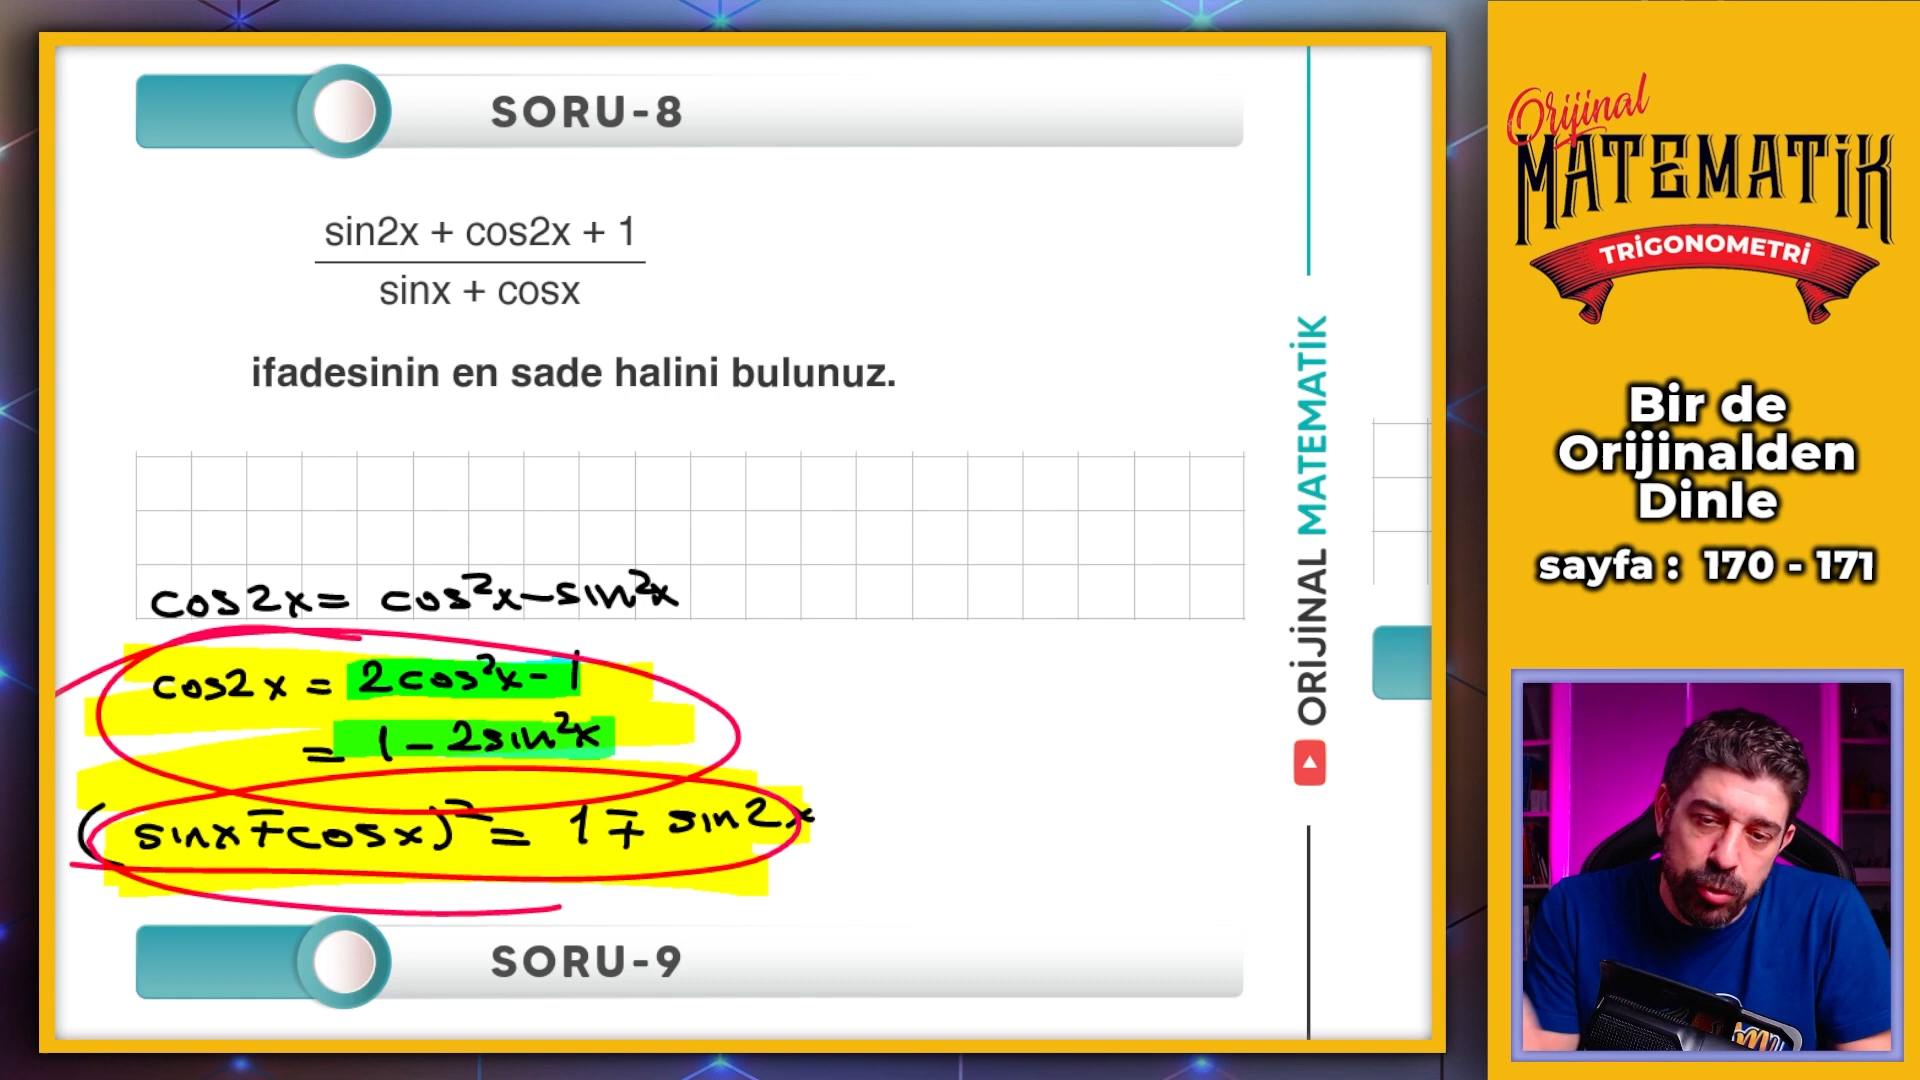 SORU-8
sin2x + cos2x + 1
sinx + cosx
ifadesinin en sade halini bulunuz.
cos2x = cos²x - sin²x
cos2x = 2cos²x - 1
= 1 - 2sin²x
(sinx ∓ cosx)² = 1 ∓ sin2x
SORU-9
ORİJİNAL MATEMATİK
Orijinal
MATEMATİK
TRİGONOMETRİ
Bir de
Orijinalden
Dinle
sayfa : 170 - 171